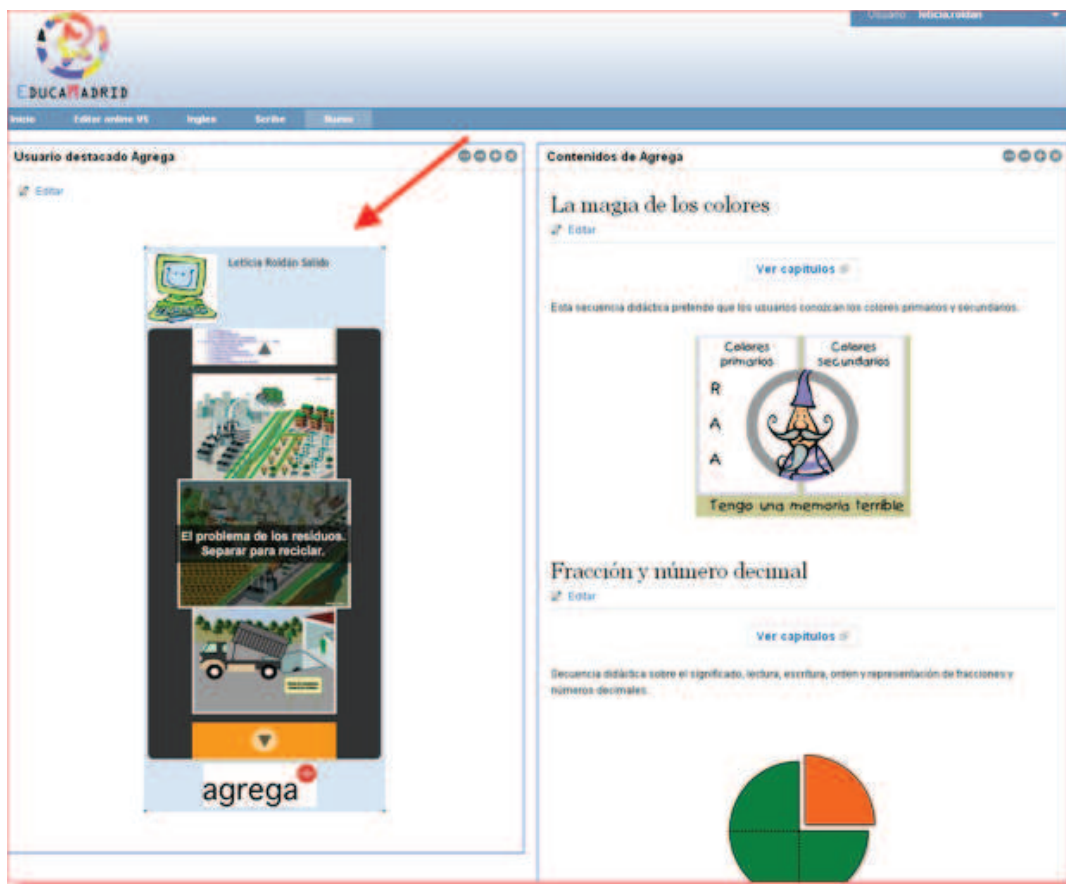 Usuario leticia.roldan
EDUCAMADRID
Inicio Editar online V5 Ingles Scribe Nuevo
Usuario destacado Agrega
Editar
Leticia Roldán Salido
El problema de los residuos.
Separar para reciclar.
agrega
Contenidos de Agrega
La magia de los colores
Editar
Ver capítulos
Esta secuencia didáctica pretende que los usuarios conozcan los colores primarios y secundarios.
Colores
primarios
Colores
secundarios
R
A
A
Tengo una memoria terrible
Fracción y número decimal
Editar
Ver capítulos
Secuencia didáctica sobre el significado, lectura, escritura, orden y representación de fracciones y
números decimales.